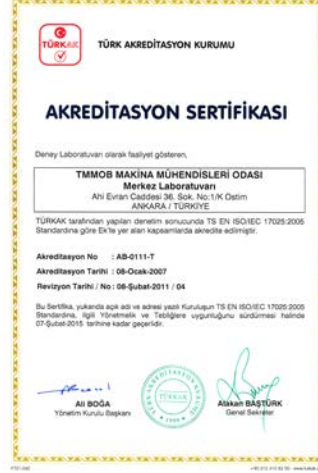 TÜRKAK
TÜRK AKREDİTASYON KURUMU
AKREDİTASYON SERTİFİKASI
Deney Laboratuvarı olarak faaliyet gösteren,
TMMOB MAKİNA MÜHENDİSLERİ ODASI
Merkez Laboratuvarı
Ahi Evran Caddesi 36. Sok. No:1/K Ostim
ANKARA / TÜRKİYE
TÜRKAK tarafından yapılan denetim sonucunda TS EN ISO/IEC 17025:2005
Standardına göre Ek'te yer alan kapsamlarda akredite edilmiştir.
Akreditasyon No : AB-0111-T
Akreditasyon Tarihi : 08-Ocak-2007
Revizyon Tarihi / No : 08-Şubat-2011 / 04
Bu Sertifika, yukarıda açık adı ve adresi yazılı Kuruluşun TS EN ISO/IEC 17025:2005
Standardına, ilgili Yönetmelik ve Tebliğlere uygunluğunu sürdürmesi halinde
07-Şubat-2015 tarihine kadar geçerlidir.
Ali BOĞA
Yönetim Kurulu Başkanı
TÜRKAK
Atakan BAŞTÜRK
Genel Sekreter